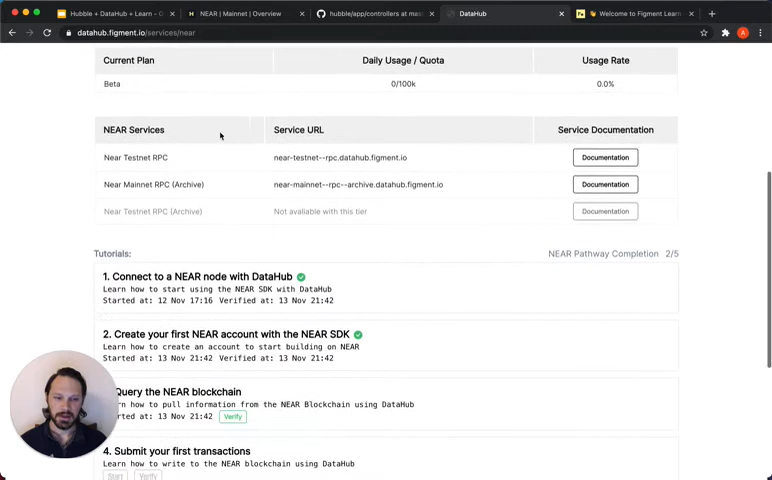 Hubble + DataHub + Learn -
NEAR | Mainnet | Overview
hubble/app/controllers at mas
DataHub
Welcome to Figment Learn
datahub.figment.io/services/near
A
Current Plan
Daily Usage / Quota
Usage Rate
Beta
0/100k
0.0%
NEAR Services
Service URL
Service Documentation
Near Testnet RPC
near-testnet--rpc.datahub.figment.io
Documentation
Near Mainnet RPC (Archive)
near-mainnet--rpc--archive.datahub.figment.io
Documentation
Near Testnet RPC (Archive)
Not avaliable with this tier
Documentation
Tutorials:
NEAR Pathway Completion 2/5
1. Connect to a NEAR node with DataHub
Learn how to start using the NEAR SDK with DataHub
Started at: 12 Nov 17:16 Verified at: 13 Nov 21:42
2. Create your first NEAR account with the NEAR SDK
Learn how to create an account to start building on NEAR
Started at: 13 Nov 21:42 Verified at: 13 Nov 21:42
Query the NEAR blockchain
rn how to pull information from the NEAR Blockchain using DataHub
rted at: 13 Nov 21:42 Verify
4. Submit your first transactions
Learn how to write to the NEAR blockchain using DataHub
Start Verify